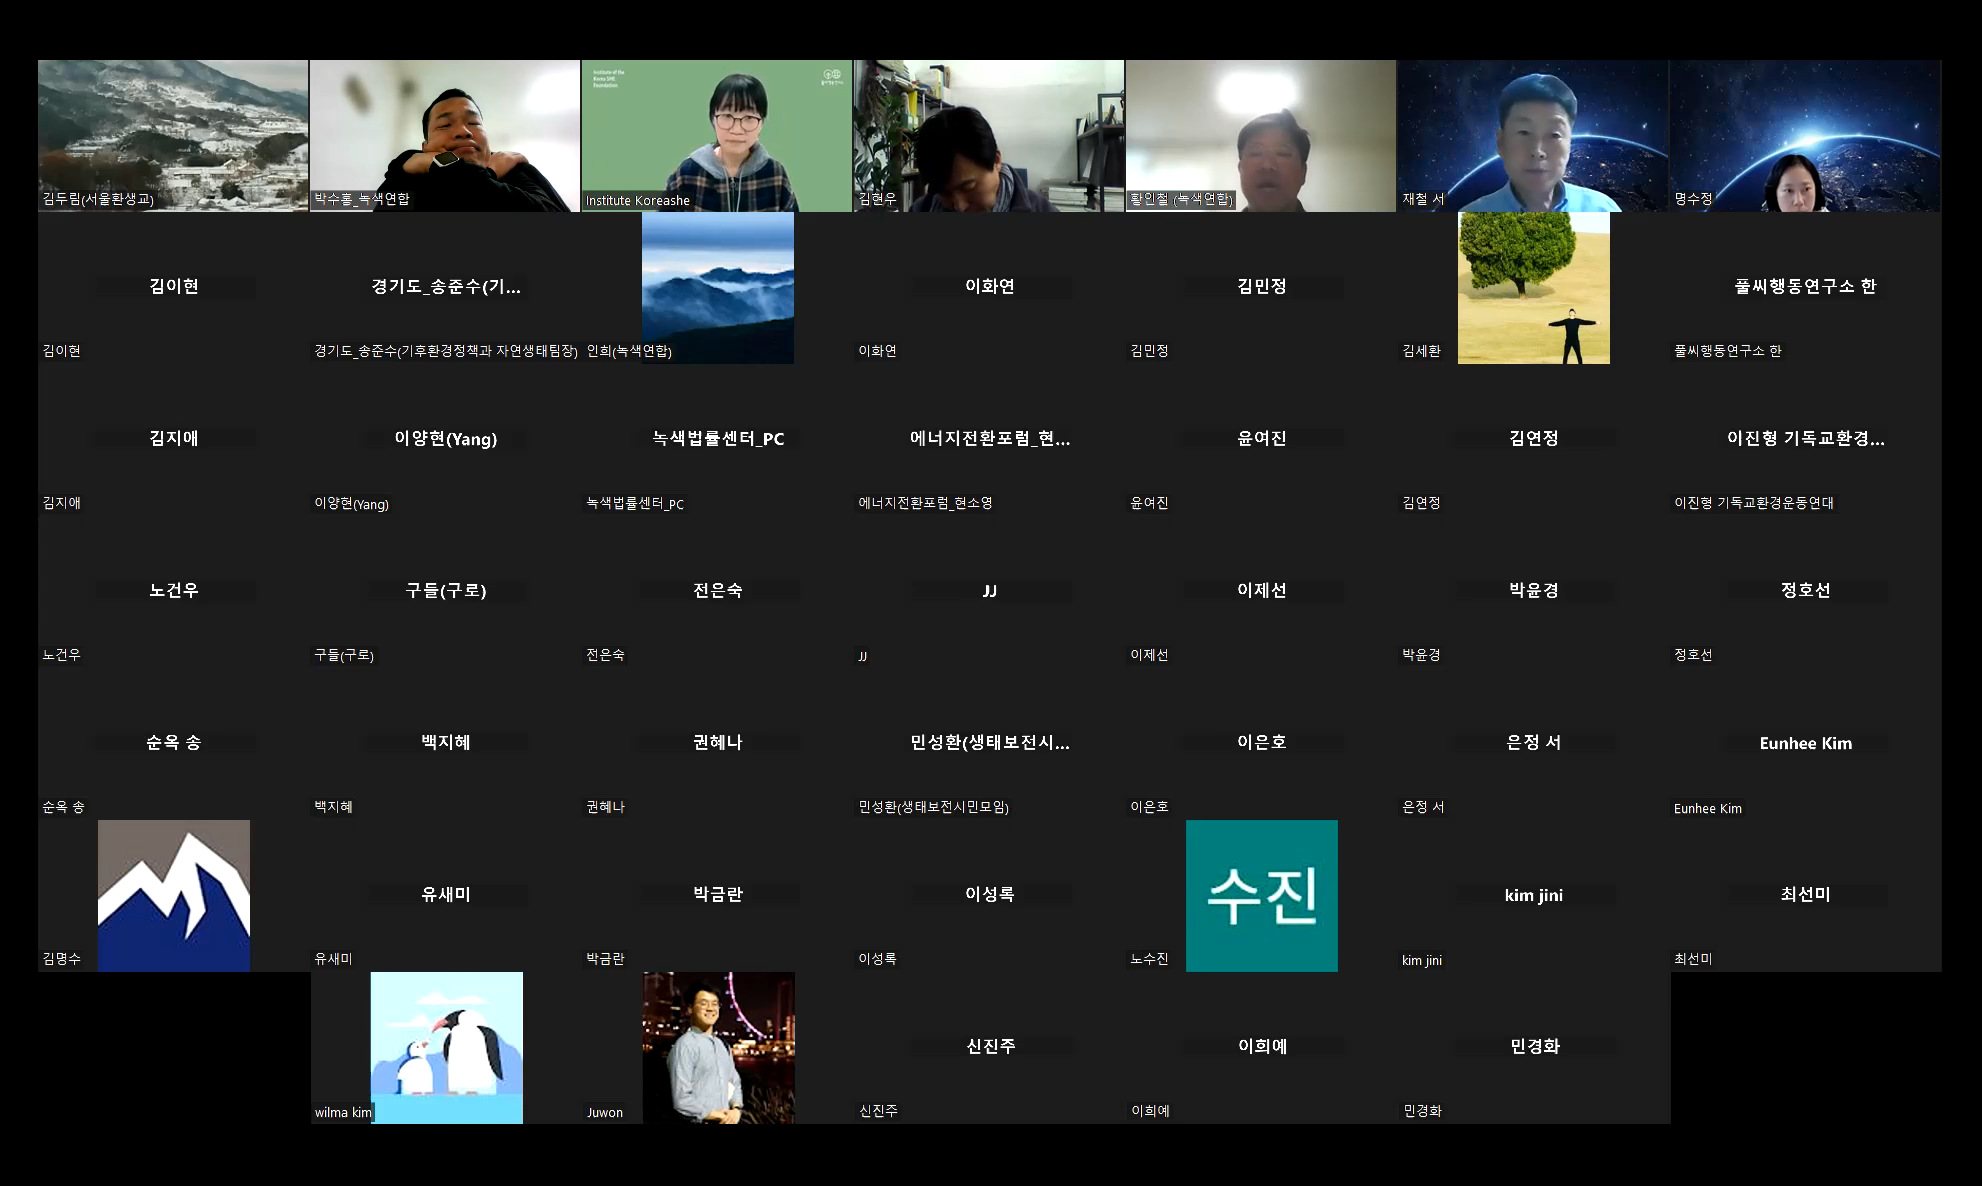 Institute of the
Korea SHE
Foundation
김두림(서울환생교)
박수홍_녹색연합
Institute Koreashe
김현우
황인철 (녹색연합)
재철 서
명수정
김이현
경기도_송준수(기...
이화연
김민정
풀씨행동연구소 한
김이현
경기도_송준수(기후환경정책과 자연생태팀장)
인희(녹색연합)
이화연
김민정
김세환
풀씨행동연구소 한
김지애
이양현(Yang)
녹색법률센터_PC
에너지전환포럼_현...
윤여진
김연정
이진형 기독교환경...
김지애
이양현(Yang)
녹색법률센터_PC
에너지전환포럼_현소영
윤여진
김연정
이진형 기독교환경운동연대
노건우
구들(구로)
전은숙
JJ
이제선
박윤경
정호선
노건우
구들(구로)
전은숙
JJ
이제선
박윤경
정호선
순옥 송
백지혜
권혜나
민성환(생태보전시...
이은호
은정 서
Eunhee Kim
순옥 송
백지혜
권혜나
민성환(생태보전시민모임)
이은호
은정 서
Eunhee Kim
유새미
박금란
이성록
수진
kim jini
최선미
김명수
유새미
박금란
이성록
노수진
kim jini
최선미
신진주
이희예
민경화
wilma kim
Juwon
신진주
이희예
민경화